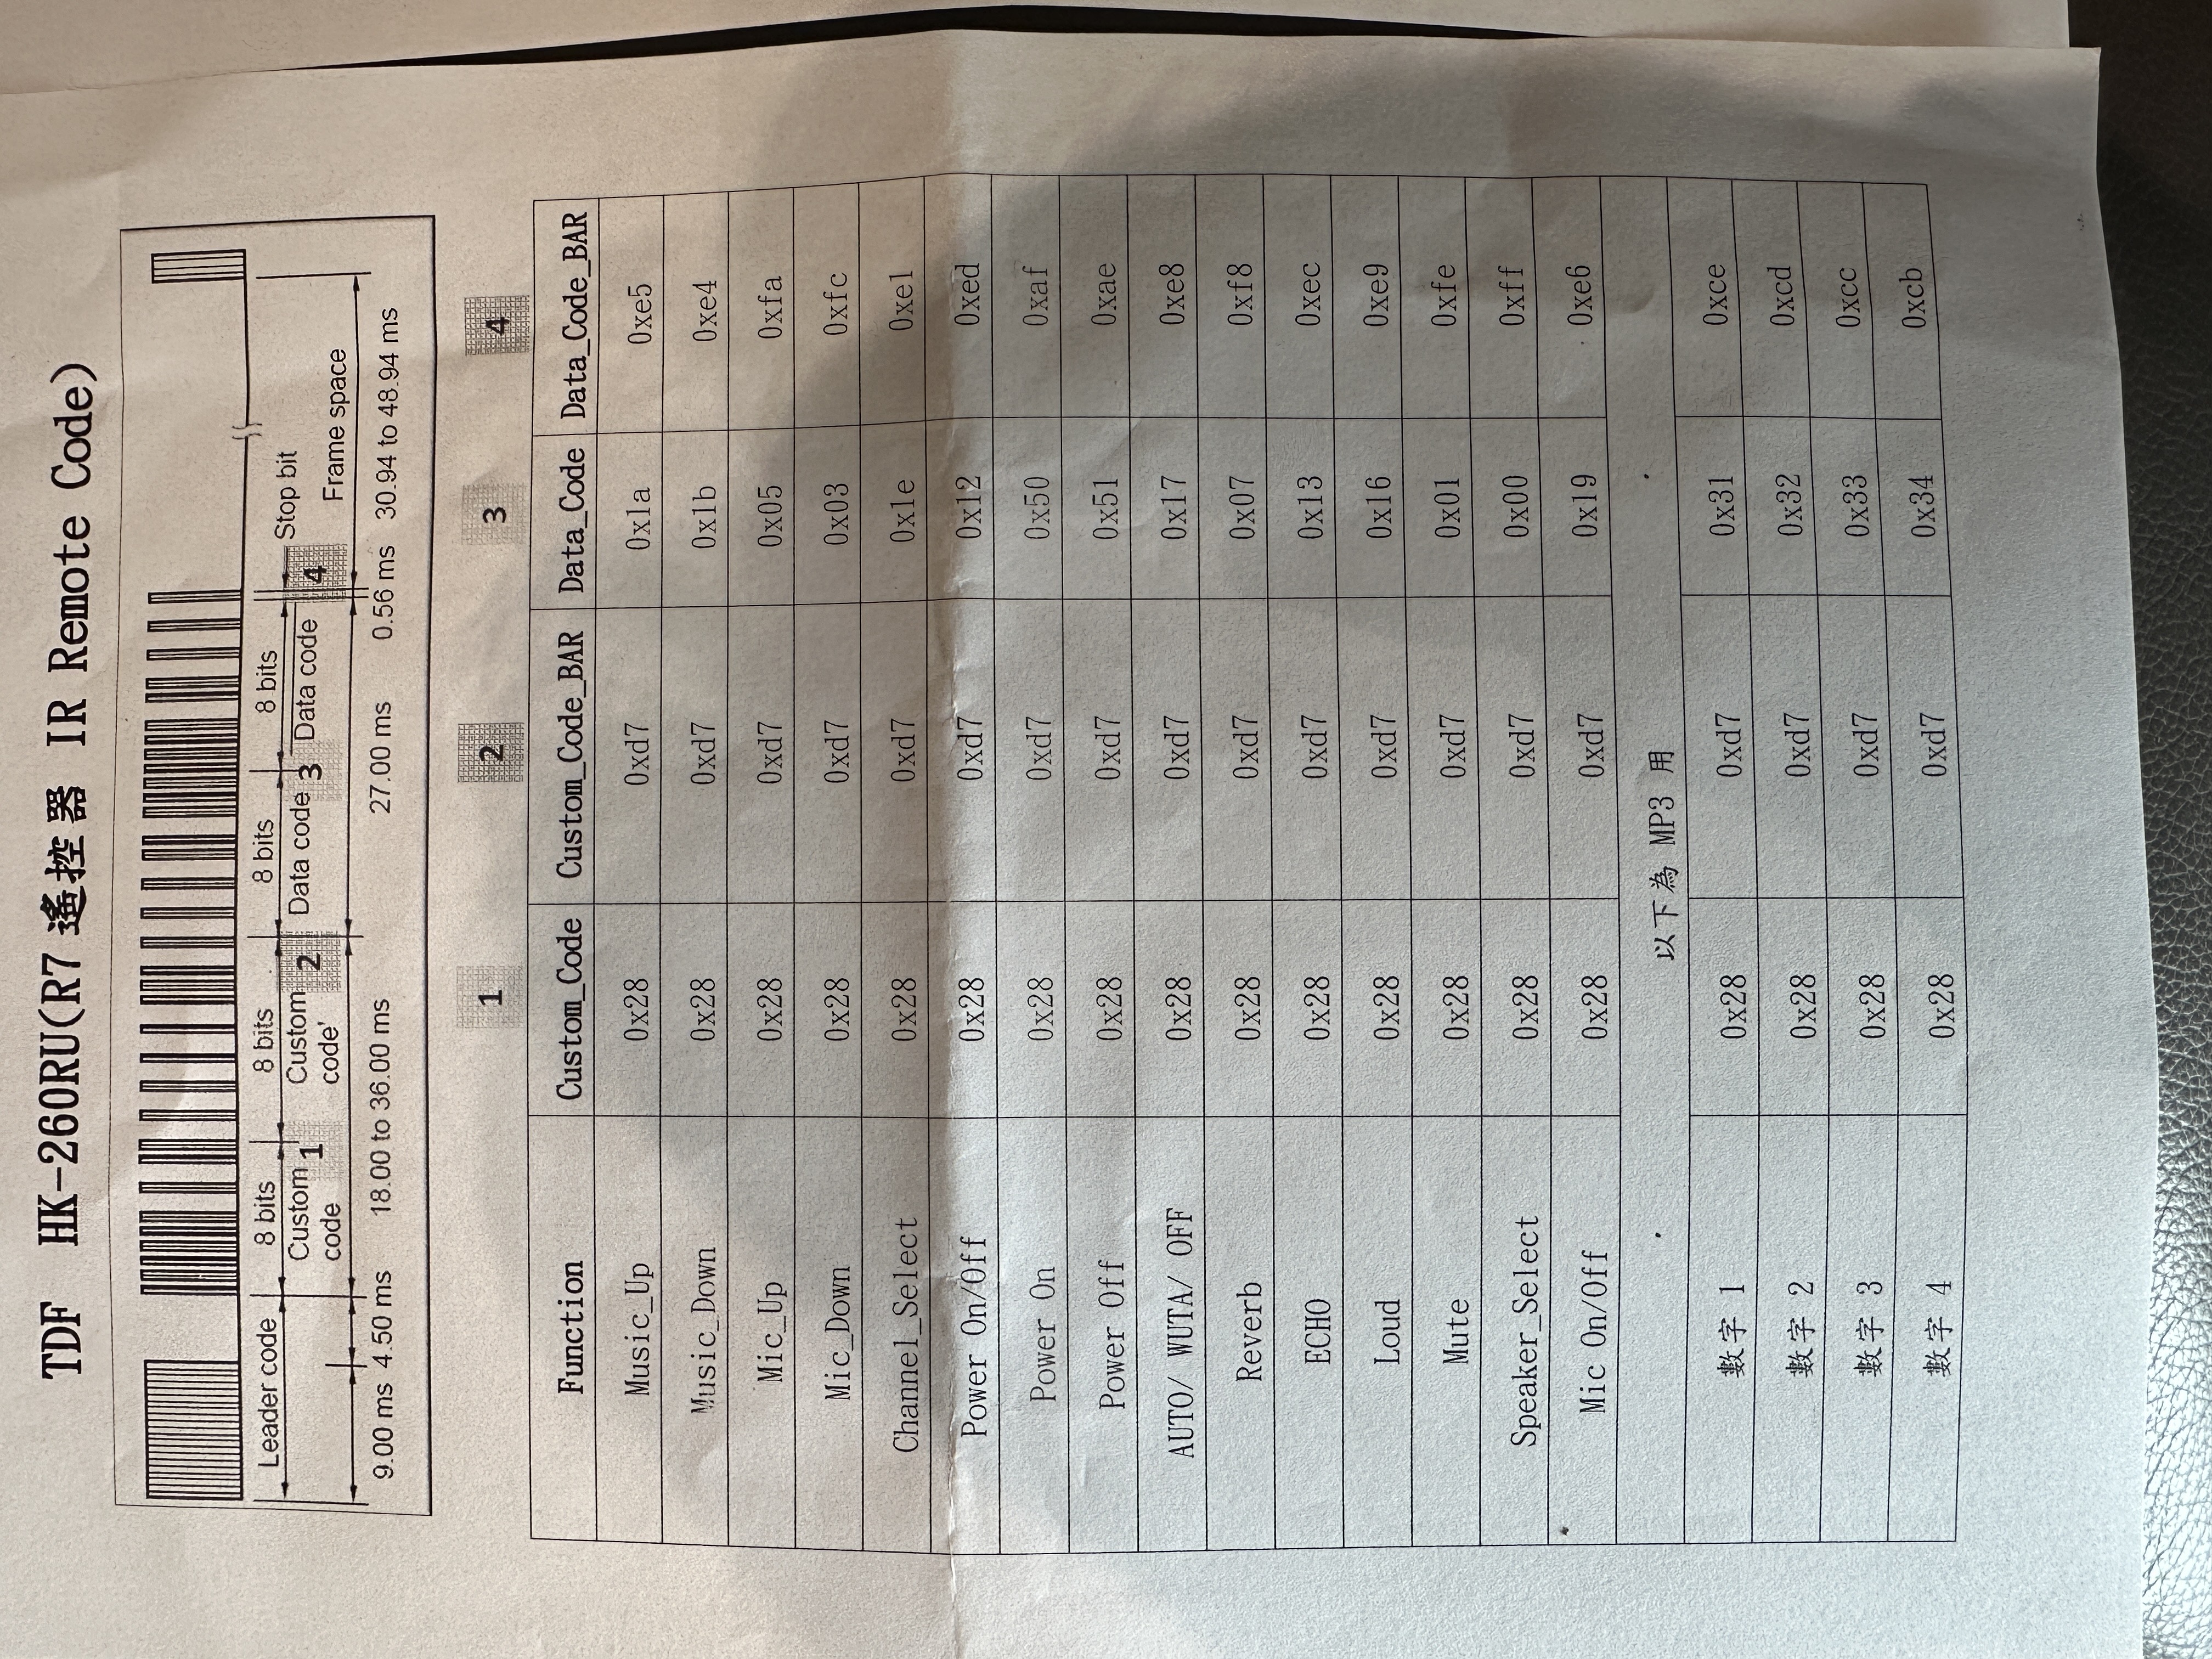 TDF HK-260RU(R7 遙控器 IR Remote Code)
Leader code 8 bits 8 bits 8 bits 8 bits Stop bit
Custom code 1 Custom code' 2 Data code 3 Data code 4
Frame space
9.00 ms 4.50 ms 18.00 to 36.00 ms 27.00 ms 0.56 ms 30.94 to 48.94 ms
1 2 3 4
Function Custom_Code Custom_Code_BAR Data_Code Data_Code_BAR
Music_Up 0x28 0xd7 0x1a 0xe5
Music_Down 0x28 0xd7 0x1b 0xe4
Mic_Up 0x28 0xd7 0x05 0xfa
Mic_Down 0x28 0xd7 0x03 0xfc
Channel_Select 0x28 0xd7 0x1e 0xe1
Power On/Off 0x28 0xd7 0x12 0xed
Power On 0x28 0xd7 0x50 0xaf
Power Off 0x28 0xd7 0x51 0xae
AUTO/ WUTA/ OFF 0x28 0xd7 0x17 0xe8
Reverb 0x28 0xd7 0x07 0xf8
ECHO 0x28 0xd7 0x13 0xec
Loud 0x28 0xd7 0x16 0xe9
Mute 0x28 0xd7 0x01 0xfe
Speaker_Select 0x28 0xd7 0x00 0xff
Mic On/Off 0x28 0xd7 0x19 0xe6
以下為 MP3 用
數字 1 0x28 0xd7 0x31 0xce
數字 2 0x28 0xd7 0x32 0xcd
數字 3 0x28 0xd7 0x33 0xcc
數字 4 0x28 0xd7 0x34 0xcb